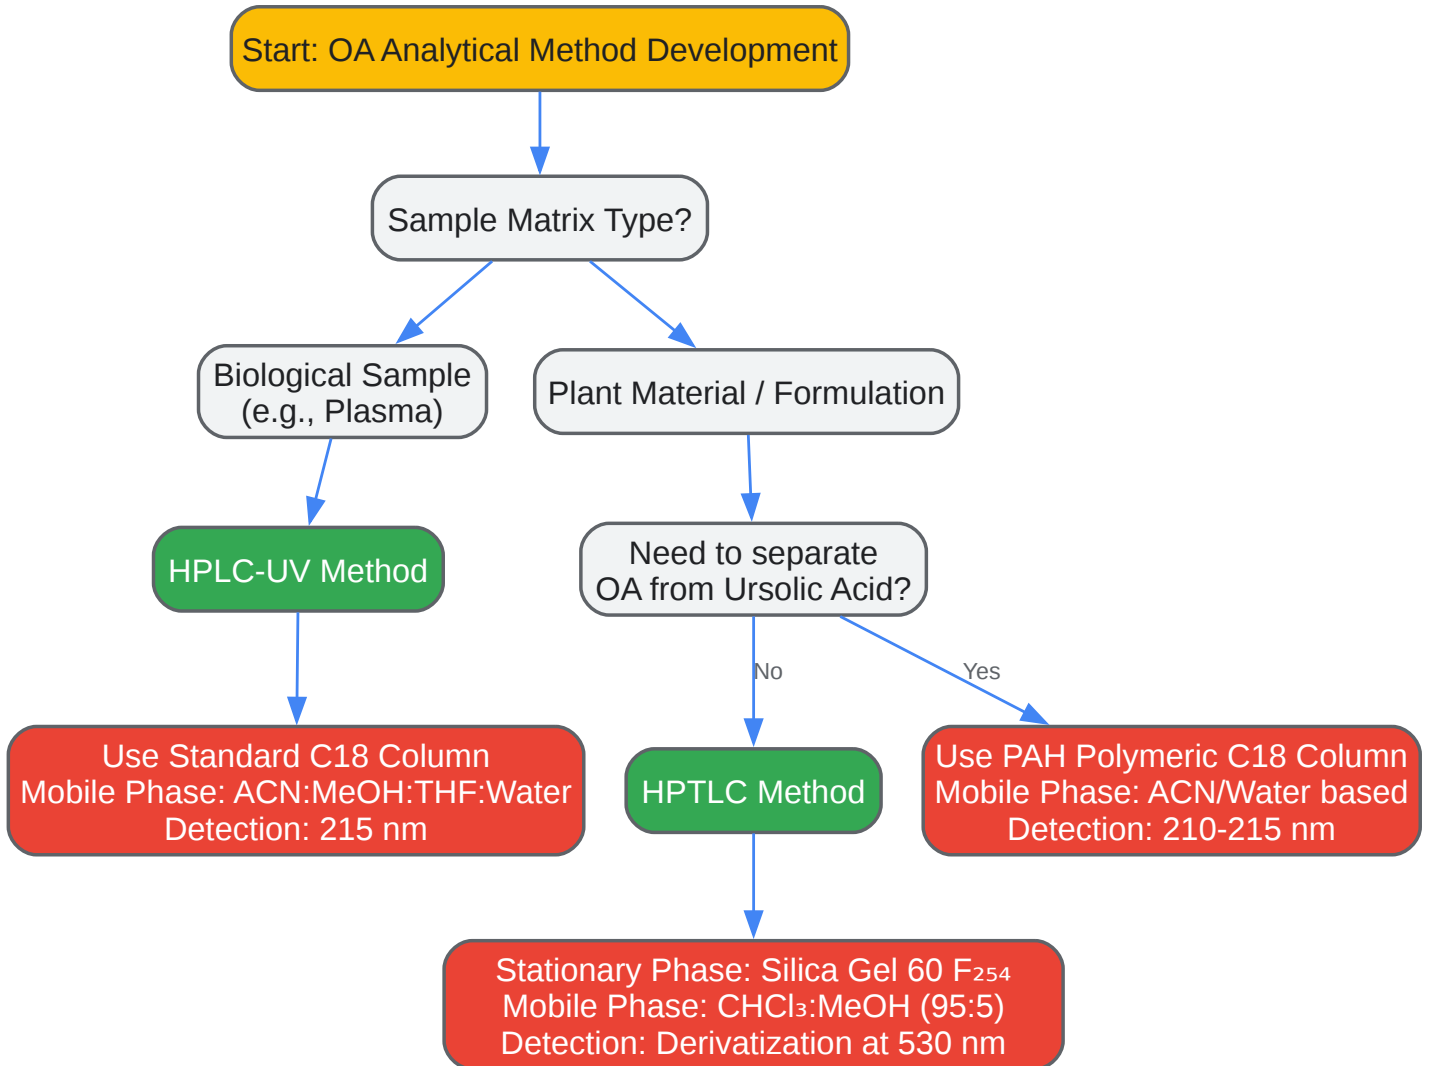 Start: OA Analytical Method Development
Sample Matrix Type?
Biological Sample
(e.g., Plasma)
Plant Material / Formulation
HPLC-UV Method
Need to separate
OA from Ursolic Acid?
No
Yes
Use Standard C18 Column
Mobile Phase: ACN:MeOH:THF:Water
Detection: 215 nm
HPTLC Method
Use PAH Polymeric C18 Column
Mobile Phase: ACN/Water based
Detection: 210-215 nm
Stationary Phase: Silica Gel 60 F₂₅₄
Mobile Phase: CHCl₃:MeOH (95:5)
Detection: Derivatization at 530 nm